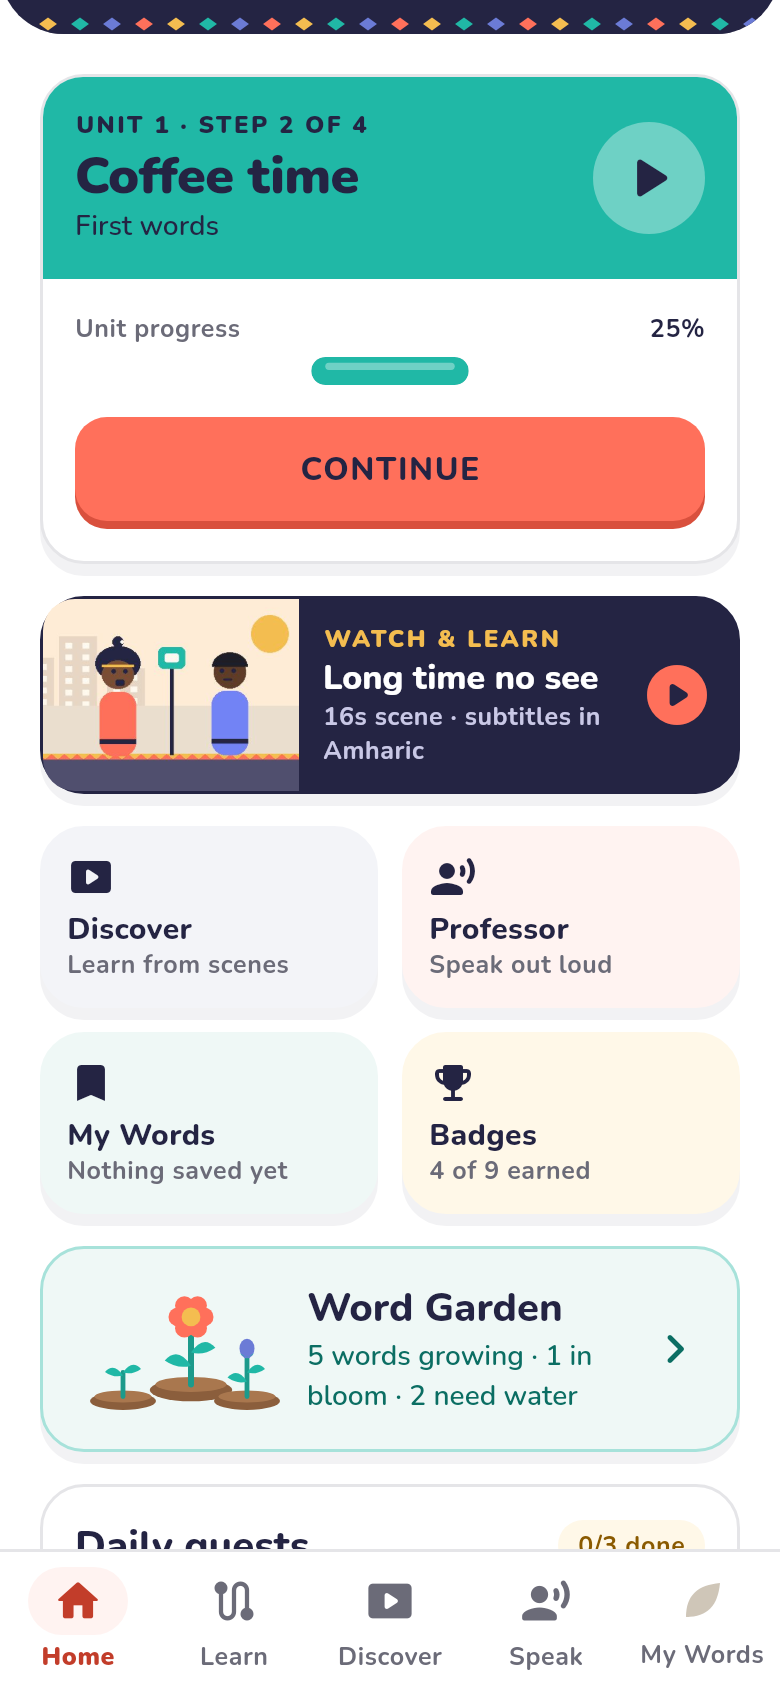 UNIT 1 · STEP 2 OF 4
Coffee time
First words
Unit progress
25%
CONTINUE
WATCH & LEARN
Long time no see
16s scene · subtitles in
Amharic
Discover
Learn from scenes
Professor
Speak out loud
My Words
Nothing saved yet
Badges
4 of 9 earned
Word Garden
5 words growing · 1 in
bloom · 2 need water
Daily quests
0/3 done
Home
Learn
Discover
Speak
My Words